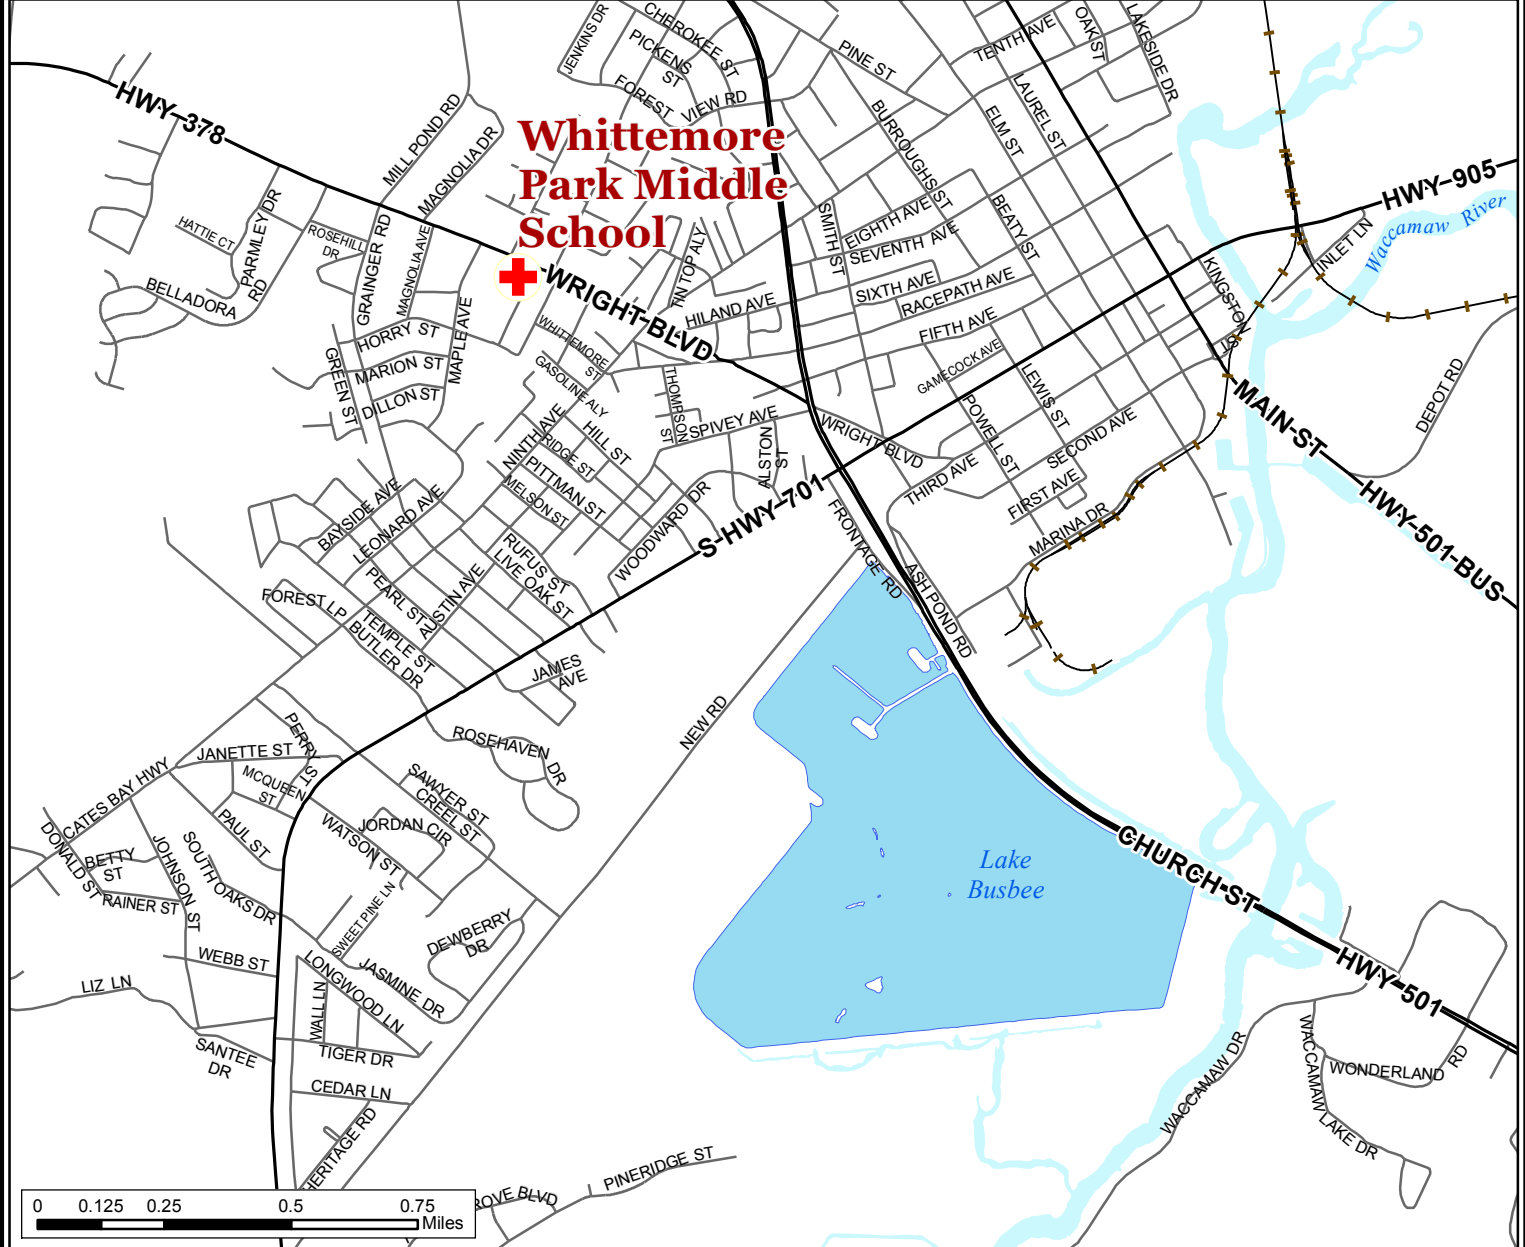 JENKINS DR
CHEROKEE ST
PICKENS
ST
FOREST
VIEW RD
PINE ST
TENTH AVE
OAK ST
LAKESIDE DR
LAUREL ST
ELM ST
BURROUGHS ST
BEATY ST
HWY 378
MILL POND RD
MAGNOLIA DR
Whittemore
Park Middle
School
HWY-905
Waccamaw River
INLET LN
HATTIE CT
PARMLEY DR
RD
BELLADORA
ROSEHILL
DR
GRAINGER RD
MAGNOLIA AVE
MAPLE AVE
HORRY ST
MARION ST
DILLON ST
GREEN ST
WRIGHT BLVD
TIN TOP ALY
HILAND AVE
SMITH ST
EIGHTH AVE
SEVENTH AVE
SIXTH AVE
RACEPATH AVE
FIFTH AVE
GAMECOCK AVE
KINGSTON
ST
WHITTEMORE
ST
GASOLINE ALY
THOMPSON
ST
SPIVEY AVE
ALSTON
ST
WRIGHT BLVD
LEWIS ST
POWELL ST
SECOND AVE
THIRD AVE
FIRST AVE
MARINA DR
MAIN ST
HWY 501 BUS
DEPOT RD
NINTH AVE
HILL ST
RIDGE ST
PITTMAN ST
MELSON ST
WOODWARD DR
S HWY 701
FRONTAGE RD
ASH POND RD
BAYSIDE AVE
LEONARD AVE
RUFUS ST
LIVE OAK ST
PEARL ST
AUSTIN AVE
FOREST LP
TEMPLE ST
BUTLER DR
JAMES
AVE
NEW RD
ROSEHAVEN DR
PERRY ST
JANETTE ST
MCQUEEN
ST
CATES BAY HWY
PAUL ST
SAWYER ST
CREEL ST
JORDAN CIR
WATSON ST
DONALD ST
BETTY
ST
RAINER ST
JOHNSON ST
SOUTH OAKS DR
SWEET PINE LN
DEWBERRY
DR
Lake
Busbee
CHURCH ST
HWY 501
WEBB ST
LIZ LN
LONGWOOD LN
JASMINE DR
WALL LN
TIGER DR
SANTEE
DR
CEDAR LN
HERITAGE RD
PINERIDGE ST
ROVE BLVD
WACCAMAW DR
WACCAMAW LAKE DR
WONDERLAND RD
0 0.125 0.25 0.5 0.75
Miles